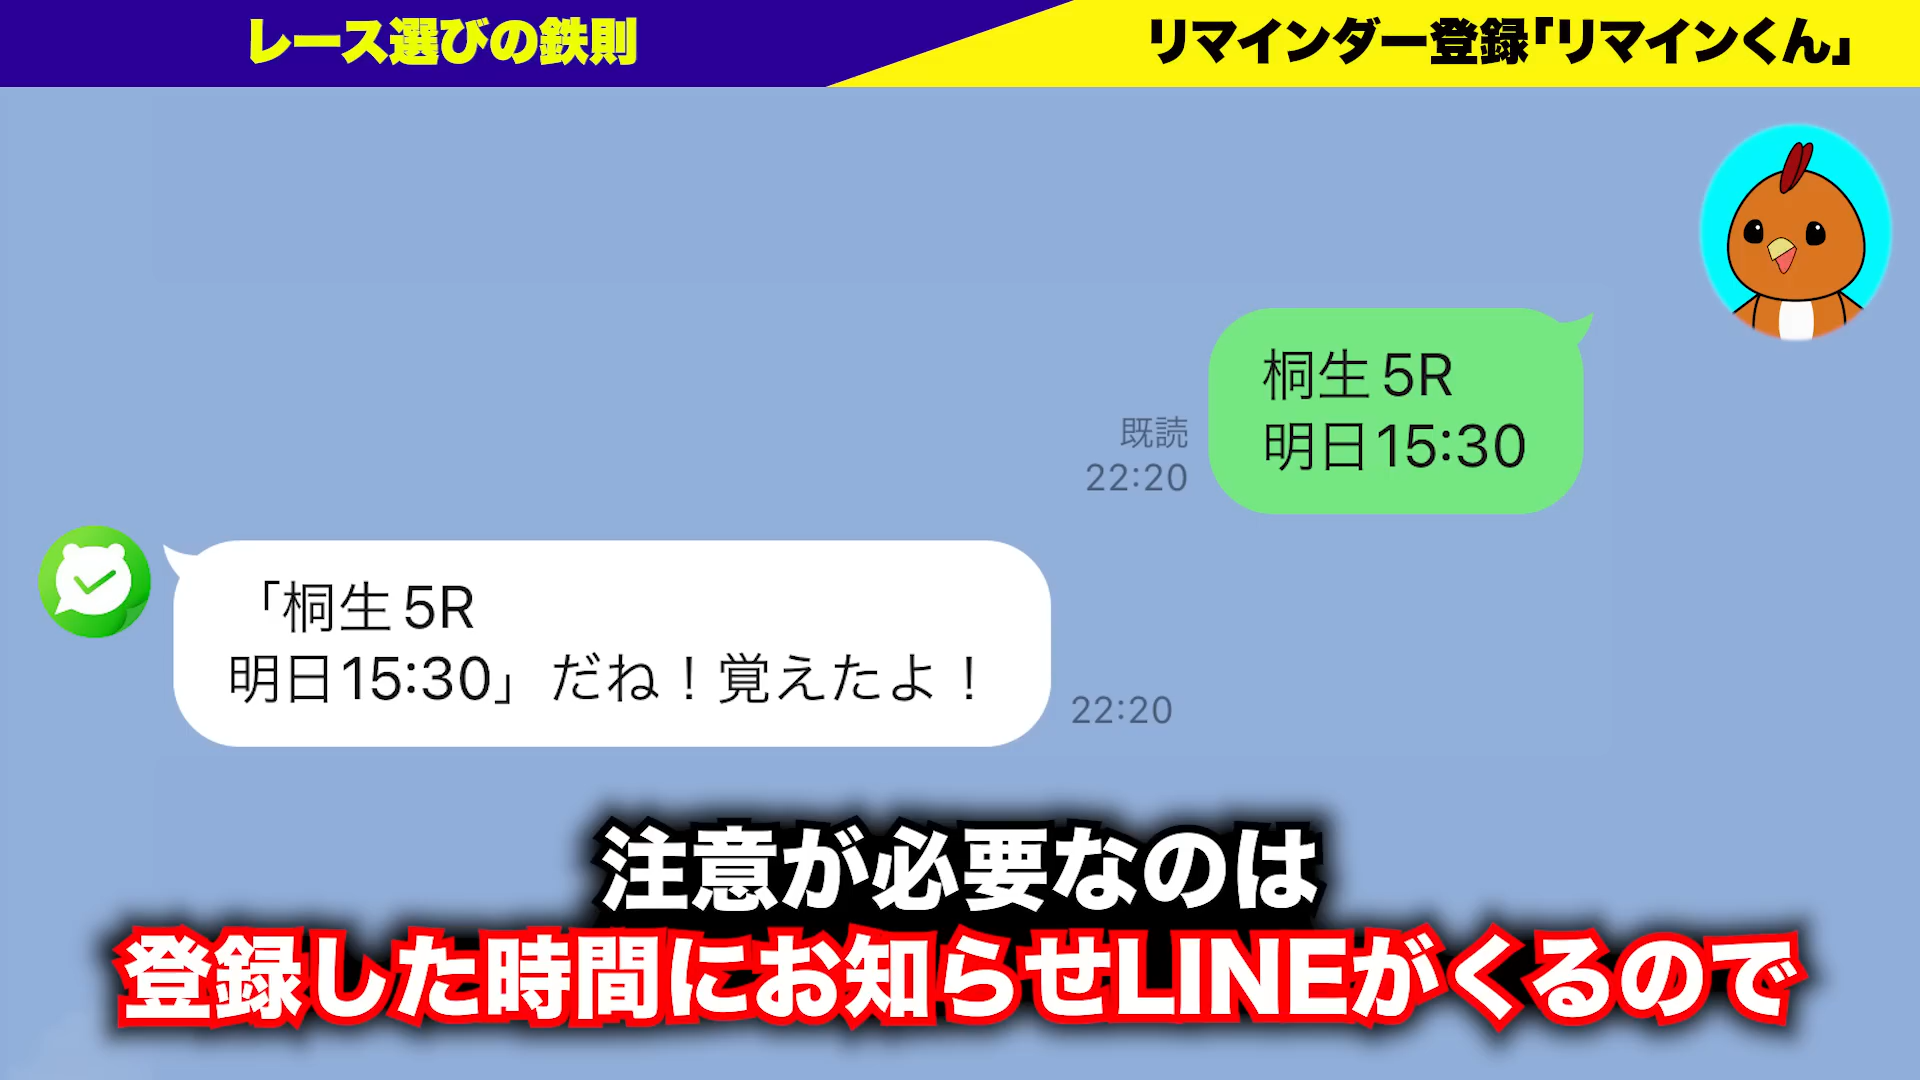 レース選びの鉄則
リマインダー登録「リマインくん」
桐生5R
明日15:30
既読
22:20
「桐生5R
明日15:30」だね！覚えたよ！
22:20
注意が必要なのは
登録した時間にお知らせLINEがくるので